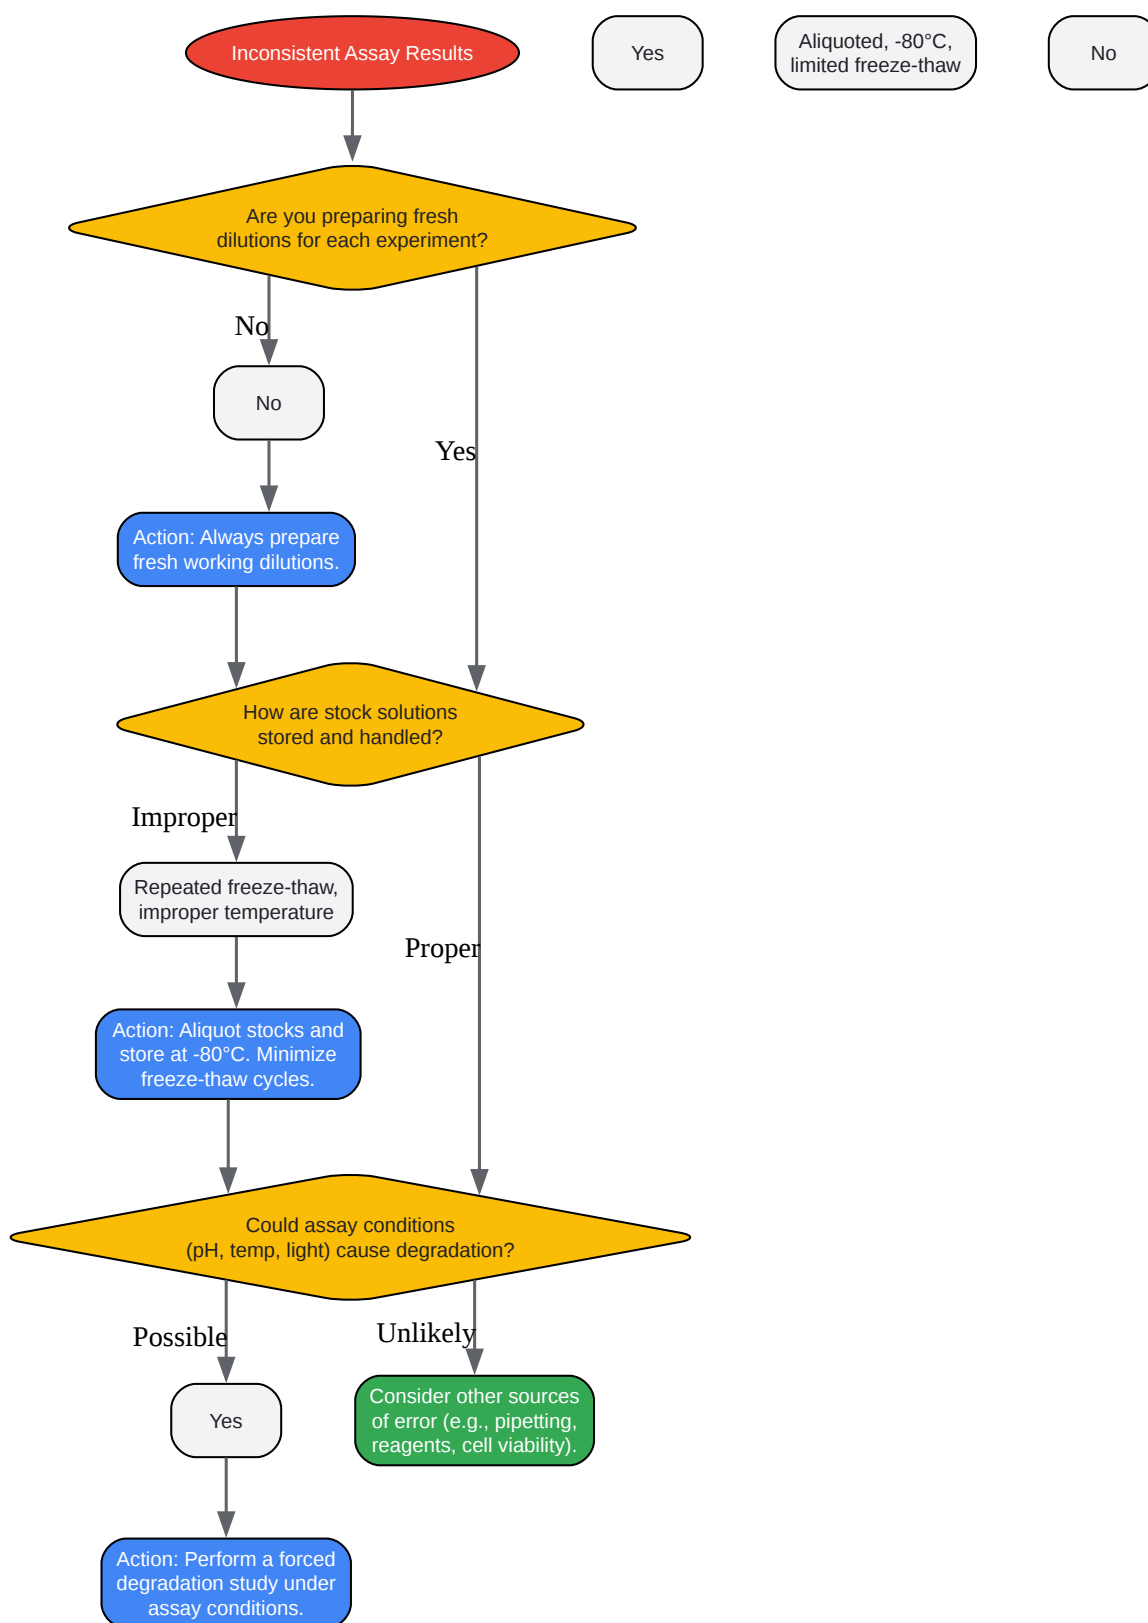 Inconsistent Assay Results
Yes
Aliquoted, -80°C,
limited freeze-thaw
No
Are you preparing fresh
dilutions for each experiment?
No
No
Yes
Action: Always prepare
fresh working dilutions.
How are stock solutions
stored and handled?
Improper
Repeated freeze-thaw,
improper temperature
Proper
Action: Aliquot stocks and
store at -80°C. Minimize
freeze-thaw cycles.
Could assay conditions
(pH, temp, light) cause degradation?
Possible
Unlikely
Yes
Consider other sources
of error (e.g., pipetting,
reagents, cell viability).
Action: Perform a forced
degradation study under
assay conditions.